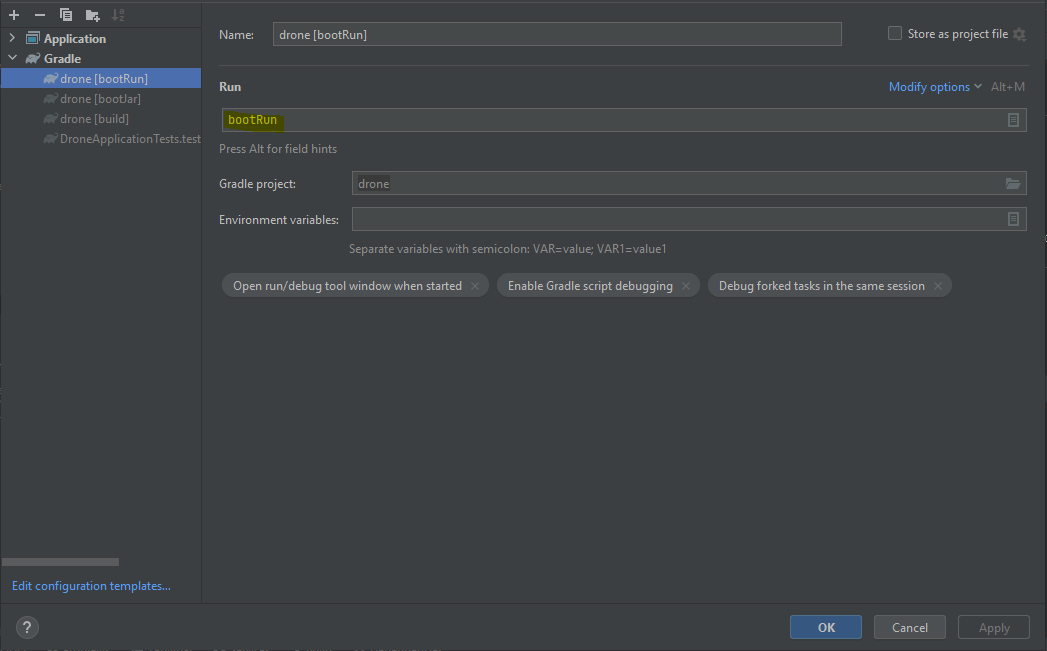 Application
Gradle
drone [bootRun]
drone [bootJar]
drone [build]
DroneApplicationTests.test
Edit configuration templates...
Name: drone [bootRun] Store as project file
Run Modify options Alt+M
bootRun
Press Alt for field hints
Gradle project: drone
Environment variables:
Separate variables with semicolon: VAR=value; VAR1=value1
Open run/debug tool window when started × Enable Gradle script debugging × Debug forked tasks in the same session ×
? OK Cancel Apply